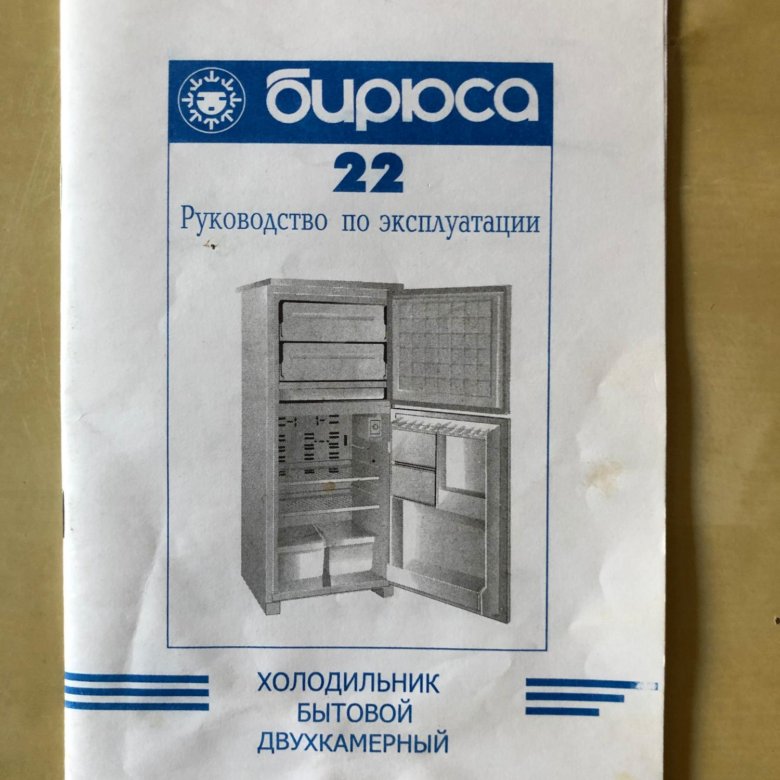 бирюса
22
Руководство по эксплуатации
ХОЛОДИЛЬНИК
БЫТОВОЙ
ДВУХКАМЕРНЫЙ